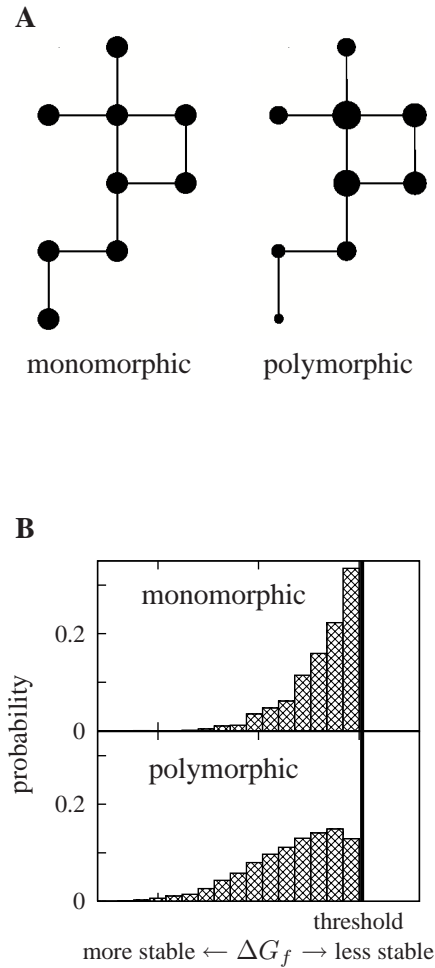 A
monomorphic polymorphic
B
monomorphic
0.2
0
probability
polymorphic
0.2
0
threshold
more stable ← ΔG_f → less stable